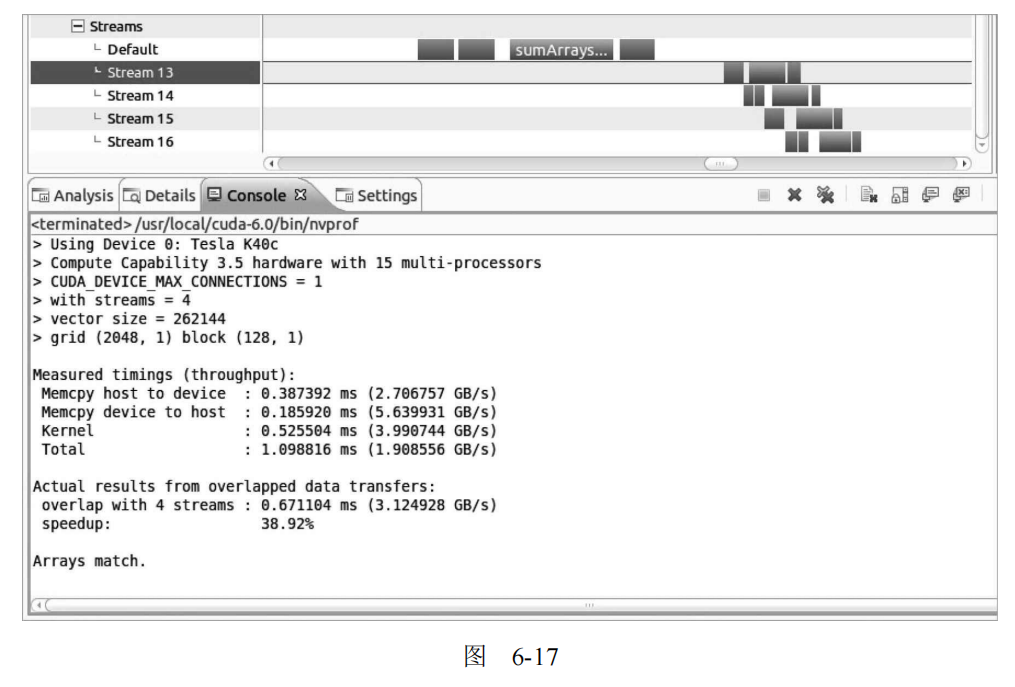 Streams
Default
sumArrays...
Stream 13
Stream 14
Stream 15
Stream 16
Analysis Details Console Settings
<terminated> /usr/local/cuda-6.0/bin/nvprof
> Using Device 0: Tesla K40c
> Compute Capability 3.5 hardware with 15 multi-processors
> CUDA_DEVICE_MAX_CONNECTIONS = 1
> with streams = 4
> vector size = 262144
> grid (2048, 1) block (128, 1)
Measured timings (throughput):
Memcpy host to device : 0.387392 ms (2.706757 GB/s)
Memcpy device to host : 0.185920 ms (5.639931 GB/s)
Kernel : 0.525504 ms (3.990744 GB/s)
Total : 1.098816 ms (1.908556 GB/s)
Actual results from overlapped data transfers:
overlap with 4 streams : 0.671104 ms (3.124928 GB/s)
speedup: 38.92%
Arrays match.
图 6-17